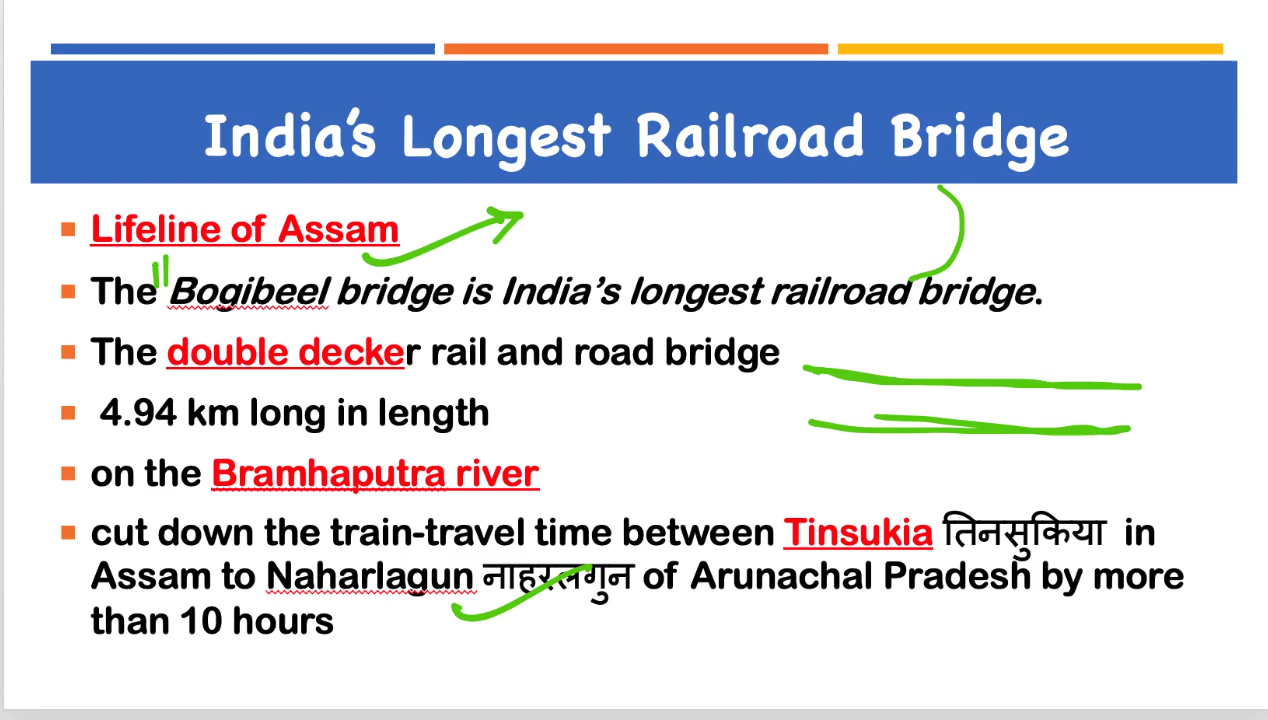 India's Longest Railroad Bridge
Lifeline of Assam
The Bogibeel bridge is India's longest railroad bridge.
The double decker rail and road bridge
4.94 km long in length
on the Bramhaputra river
cut down the train-travel time between Tinsukia तिनसुकिया in
Assam to Naharlagun नाहरलगुन of Arunachal Pradesh by more
than 10 hours